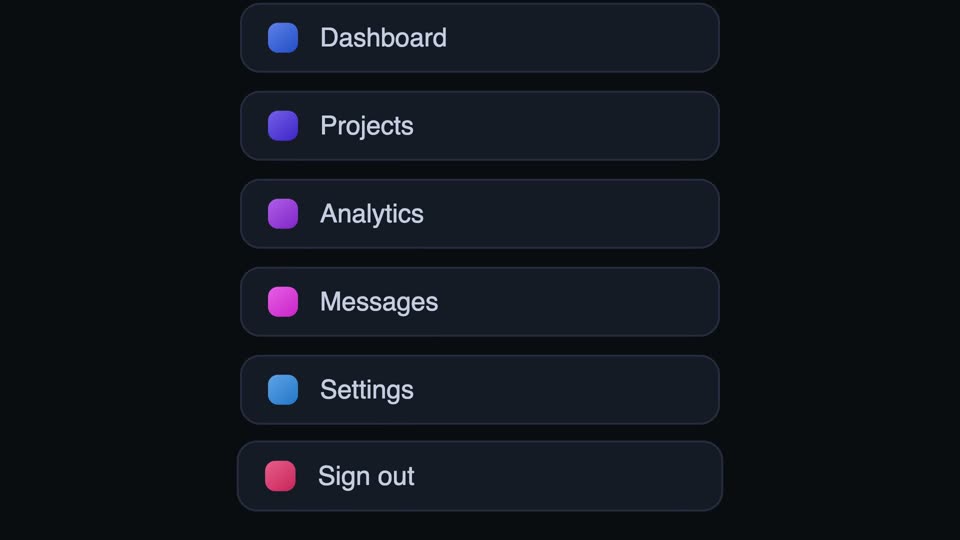 Dashboard
Projects
Analytics
Messages
Settings
Sign out